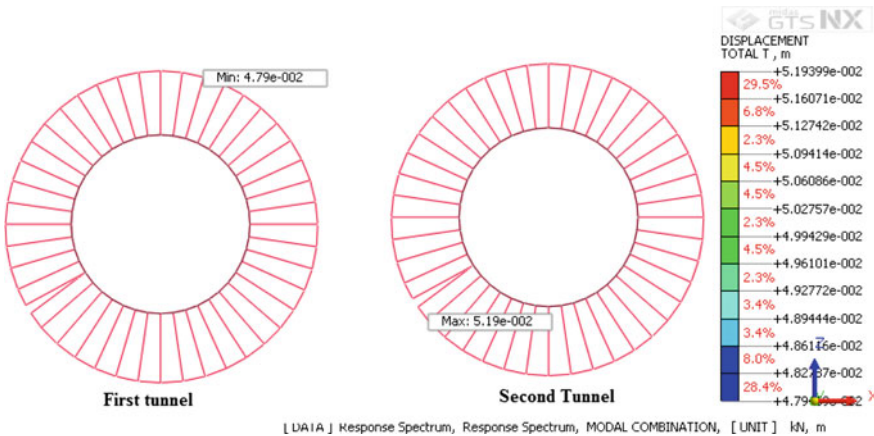 midas
GTS NX
DISPLACEMENT
TOTAL T , m
+5.19399e-002
29.5%
+5.16071e-002
6.8%
+5.12742e-002
2.3%
+5.09414e-002
4.5%
+5.06086e-002
4.5%
+5.02757e-002
2.3%
+4.99429e-002
4.5%
+4.96101e-002
2.3%
+4.92772e-002
3.4%
+4.89444e-002
3.4%
8.0%
28.4%
Z
X
Min: 4.79e-002
Max: 5.19e-002
First tunnel
Second Tunnel
[ DATA ] Response Spectrum, Response Spectrum, MODAL COMBINATION, [ UNIT ] kN, m